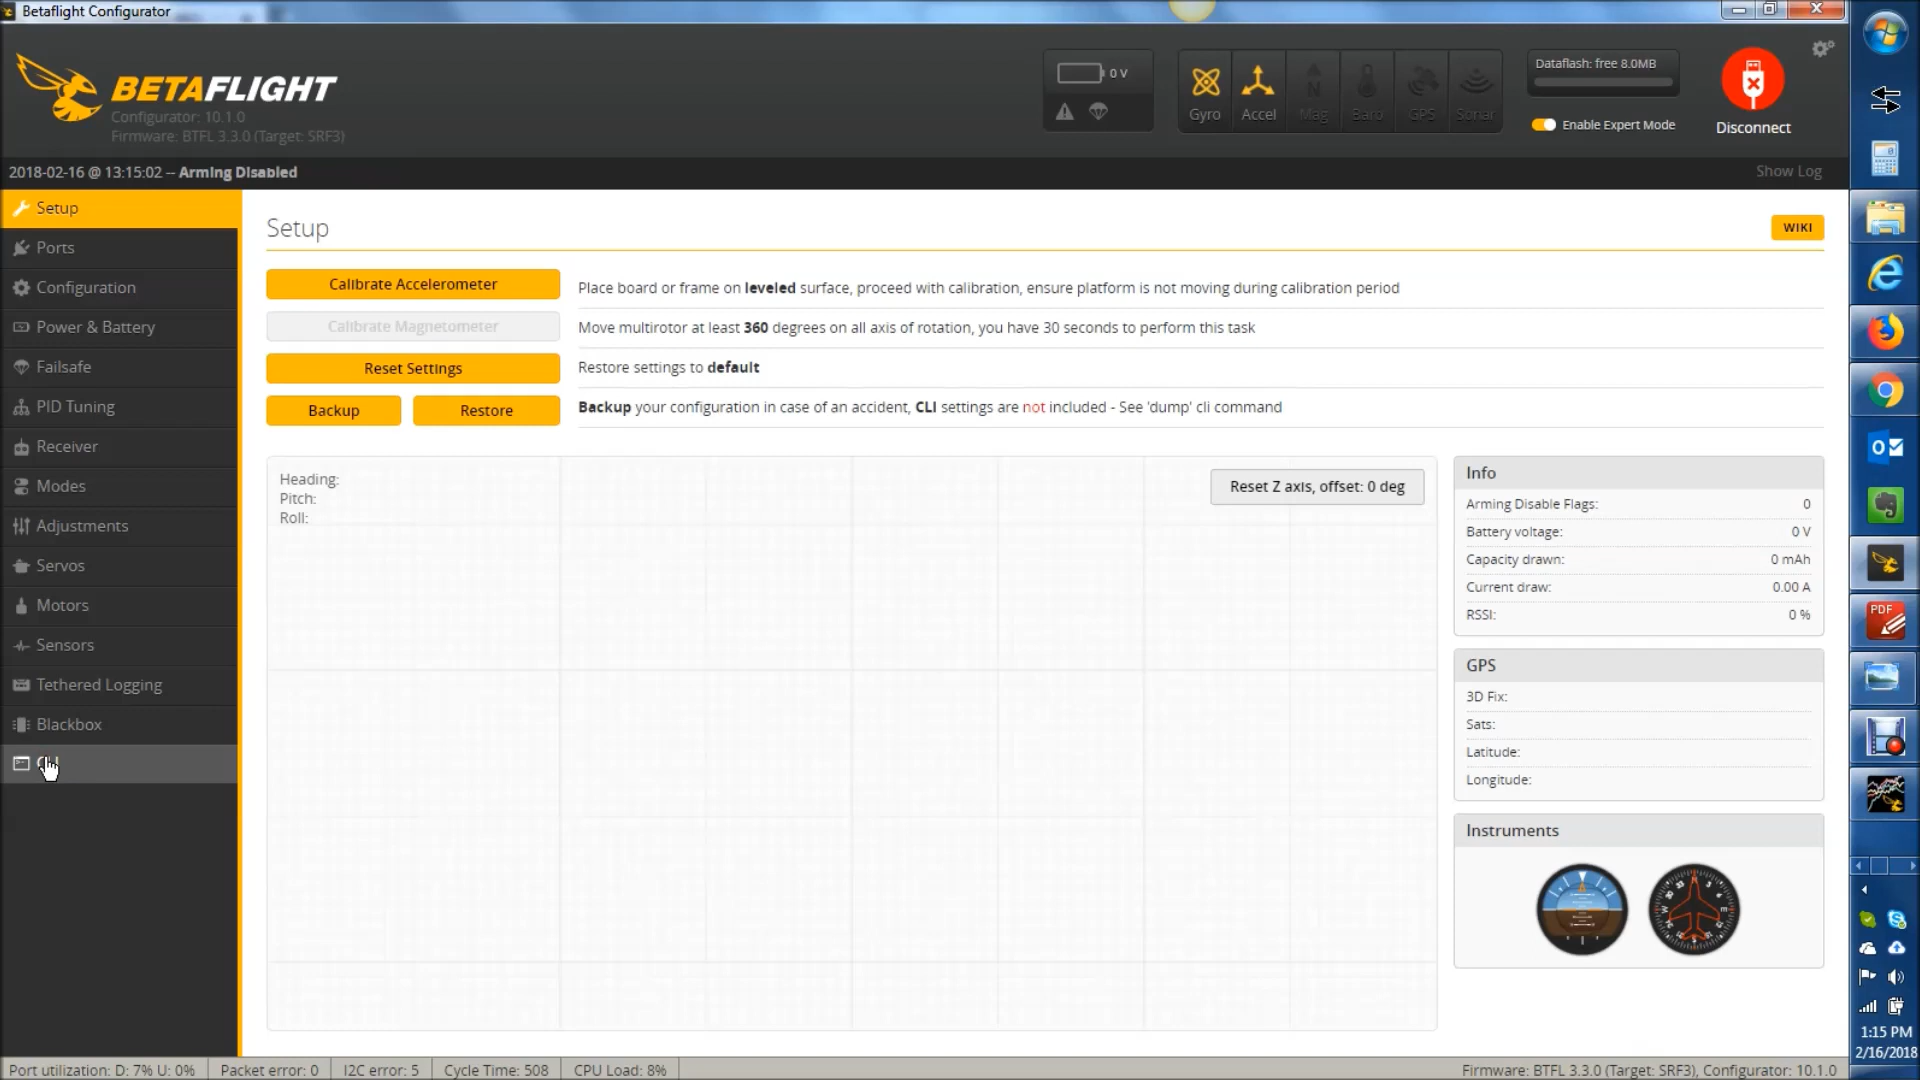 Betaflight Configurator
BETAFLIGHT
Configurator: 10.1.0
Firmware: BTFL 3.3.0 (Target: SRF3)
0 V
Gyro
Accel
Mag
Baro
GPS
Sonar
Dataflash: free 8.0MB
Enable Expert Mode
Disconnect
2018-02-16 @ 13:15:02 -- Arming Disabled
Show Log
Setup
Ports
Configuration
Power & Battery
Failsafe
PID Tuning
Receiver
Modes
Adjustments
Servos
Motors
Sensors
Tethered Logging
Blackbox
Setup
WIKI
Calibrate Accelerometer
Place board or frame on leveled surface, proceed with calibration, ensure platform is not moving during calibration period
Calibrate Magnetometer
Move multirotor at least 360 degrees on all axis of rotation, you have 30 seconds to perform this task
Reset Settings
Restore settings to default
Backup
Restore
Backup your configuration in case of an accident, CLI settings are not included - See 'dump' cli command
Heading:
Pitch:
Roll:
Reset Z axis, offset: 0 deg
Info
Arming Disable Flags: 0
Battery voltage: 0 V
Capacity drawn: 0 mAh
Current draw: 0.00 A
RSSI: 0 %
GPS
3D Fix:
Sats:
Latitude:
Longitude:
Instruments
PDF
1:15 PM
2/16/2018
Port utilization: D: 7% U: 0%
Packet error: 0
I2C error: 5
Cycle Time: 508
CPU Load: 8%
Firmware: BTFL 3.3.0 (Target: SRF3), Configurator: 10.1.0